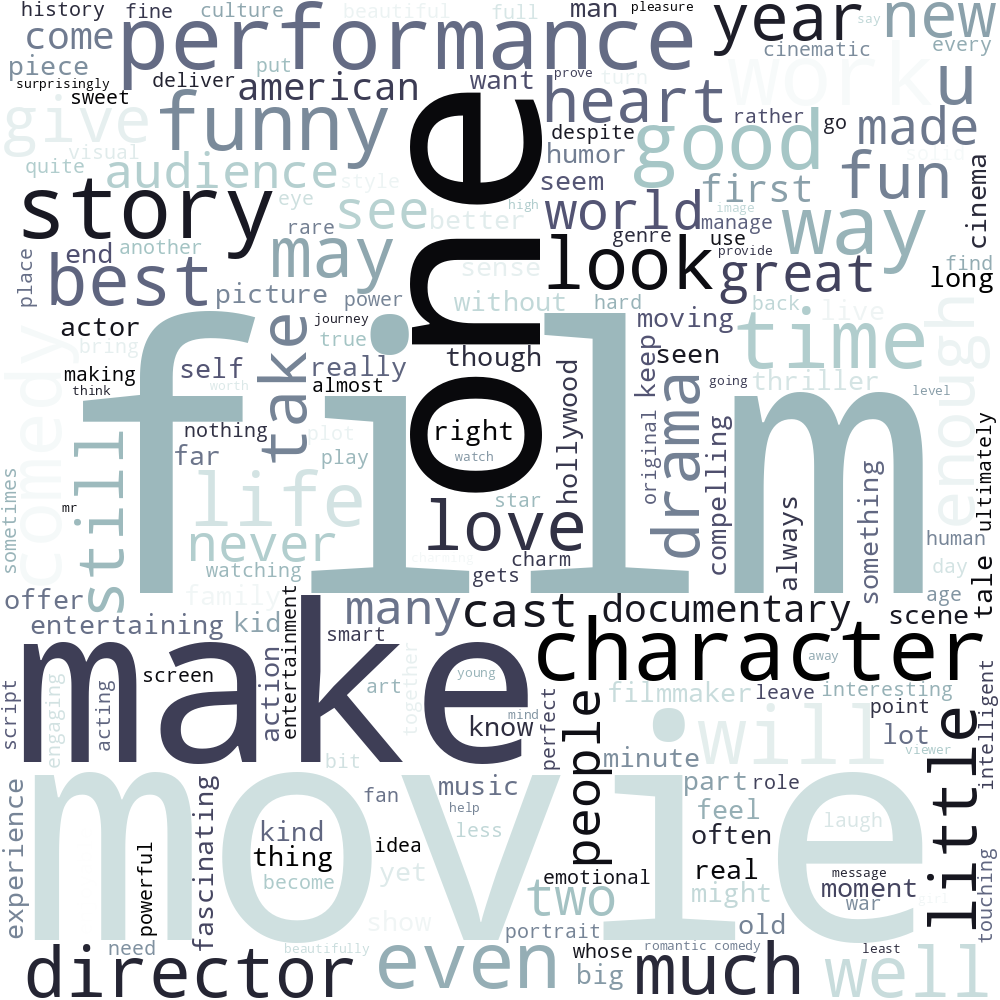 history
fine
culture
beautiful
full
man
pleasure
year
new
say
come
performance
cinematic
every
piece
put
surprisingly
deliver
american
want
prove
turn
work
u
sweet
heart
rather
go
made
give
funny
despite
good
solid
visual
humor
quite
audience
style
seem
first
fun
cinema
story
eye
see
better
high
world
image
manage
way
rare
genre
use
another
may
end
sense
look
provide
great
find
place
best
picture
power
without
hard
back
live
long
one
actor
journey
true
moving
time
enough
bring
take
though
keep
seen
making
self
really
think
almost
worth
going
thriller
level
comedy
film
nothing
plot
right
hollywood
original
drama
far
play
watch
compelling
something
ultimately
sometimes
still
mr
life
star
always
never
love
human
watching
charming
charm
gets
day
offer
family
many
cast
documentary
age
tale
entertaining
kid
entertainment
smart
scene
make
character
script
engaging
acting
screen
action
art
together
young
away
filmmaker
leave
interesting
know
mind
perfect
people
point
will
lot
viewer
intelligent
bit
minute
movie
experience
fan
music
part
role
little
fascinating
help
feel
laugh
kind
less
often
powerful
thing
idea
real
message
touching
become
yet
emotional
might
moment
two
war
girl
show
portrait
old
need
beautifully
whose
romantic comedy
least
director
even
big
much
well